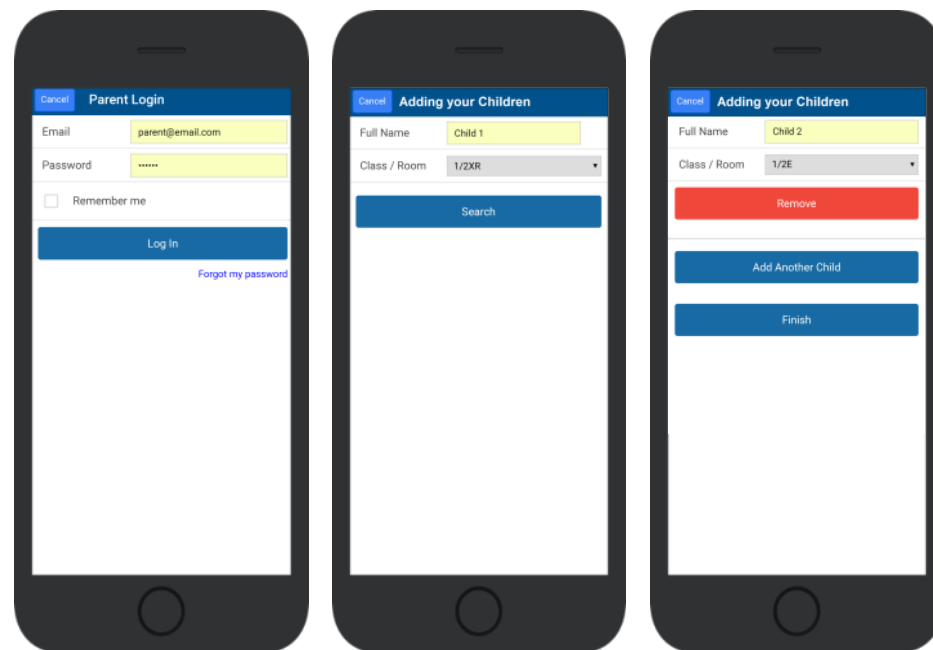 Cancel Parent Login
Email parent@email.com
Password ••••••
Remember me
Log In
Forgot my password
Cancel Adding your Children
Full Name Child 1
Class / Room 1/2XR
Search
Cancel Adding your Children
Full Name Child 2
Class / Room 1/2E
Remove
Add Another Child
Finish